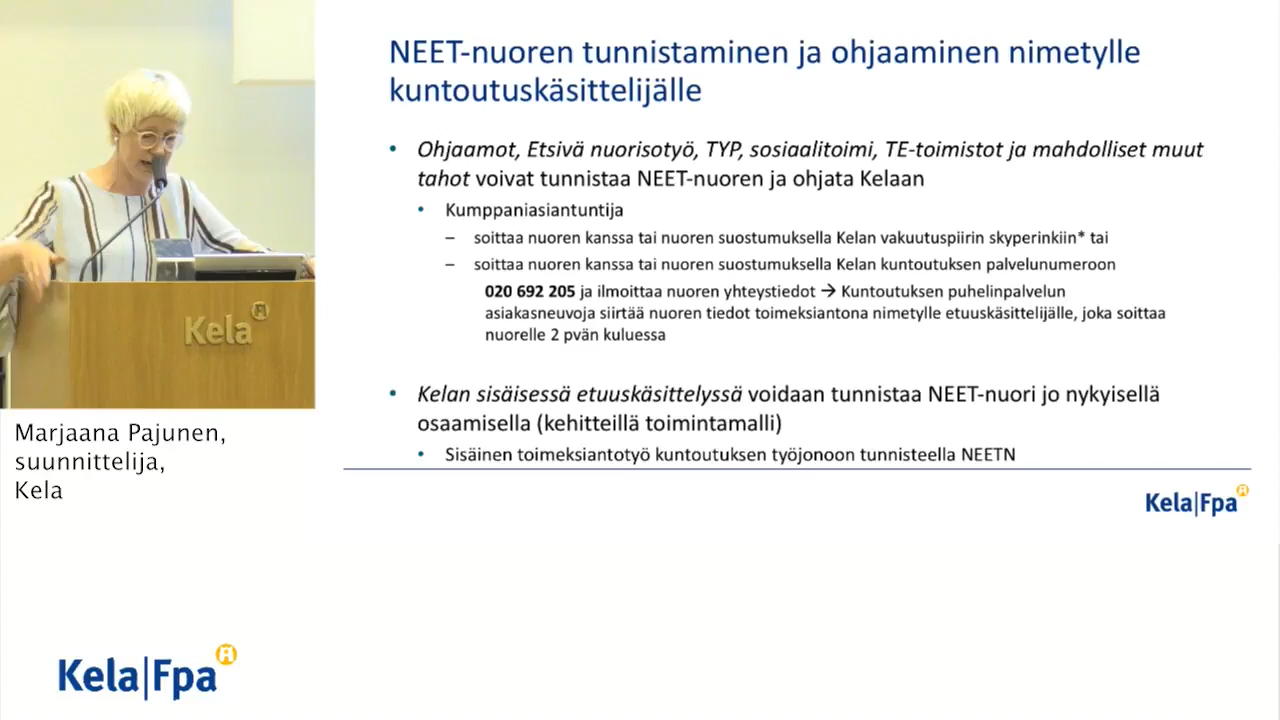 NEET-nuoren tunnistaminen ja ohjaaminen nimetylle
kuntoutuskäsittelijälle
• Ohjaamot, Etsivä nuorisotyö, TYP, sosiaalitoimi, TE-toimistot ja mahdolliset muut
tahot voivat tunnistaa NEET-nuoren ja ohjata Kelaan
• Kumppaniasiantuntija
– soittaa nuoren kanssa tai nuoren suostumuksella Kelan vakuutuspiirin skyperinkiin* tai
– soittaa nuoren kanssa tai nuoren suostumuksella Kelan kuntoutuksen palvelunumeroon
020 692 205 ja ilmoittaa nuoren yhteystiedot → Kuntoutuksen puhelinpalvelun
asiakasneuvoja siirtää nuoren tiedot toimeksiantona nimetylle etuuskäsittelijälle, joka soittaa
nuorelle 2 pvän kuluessa
• Kelan sisäisessä etuuskäsittelyssä voidaan tunnistaa NEET-nuori jo nykyisellä
osaamisella (kehitteillä toimintamalli)
• Sisäinen toimeksiantotyö kuntoutuksen työjonoon tunnisteella NEETN
Kela|Fpa
Kela
Marjaana Pajunen,
suunnittelija,
Kela
Kela|Fpa